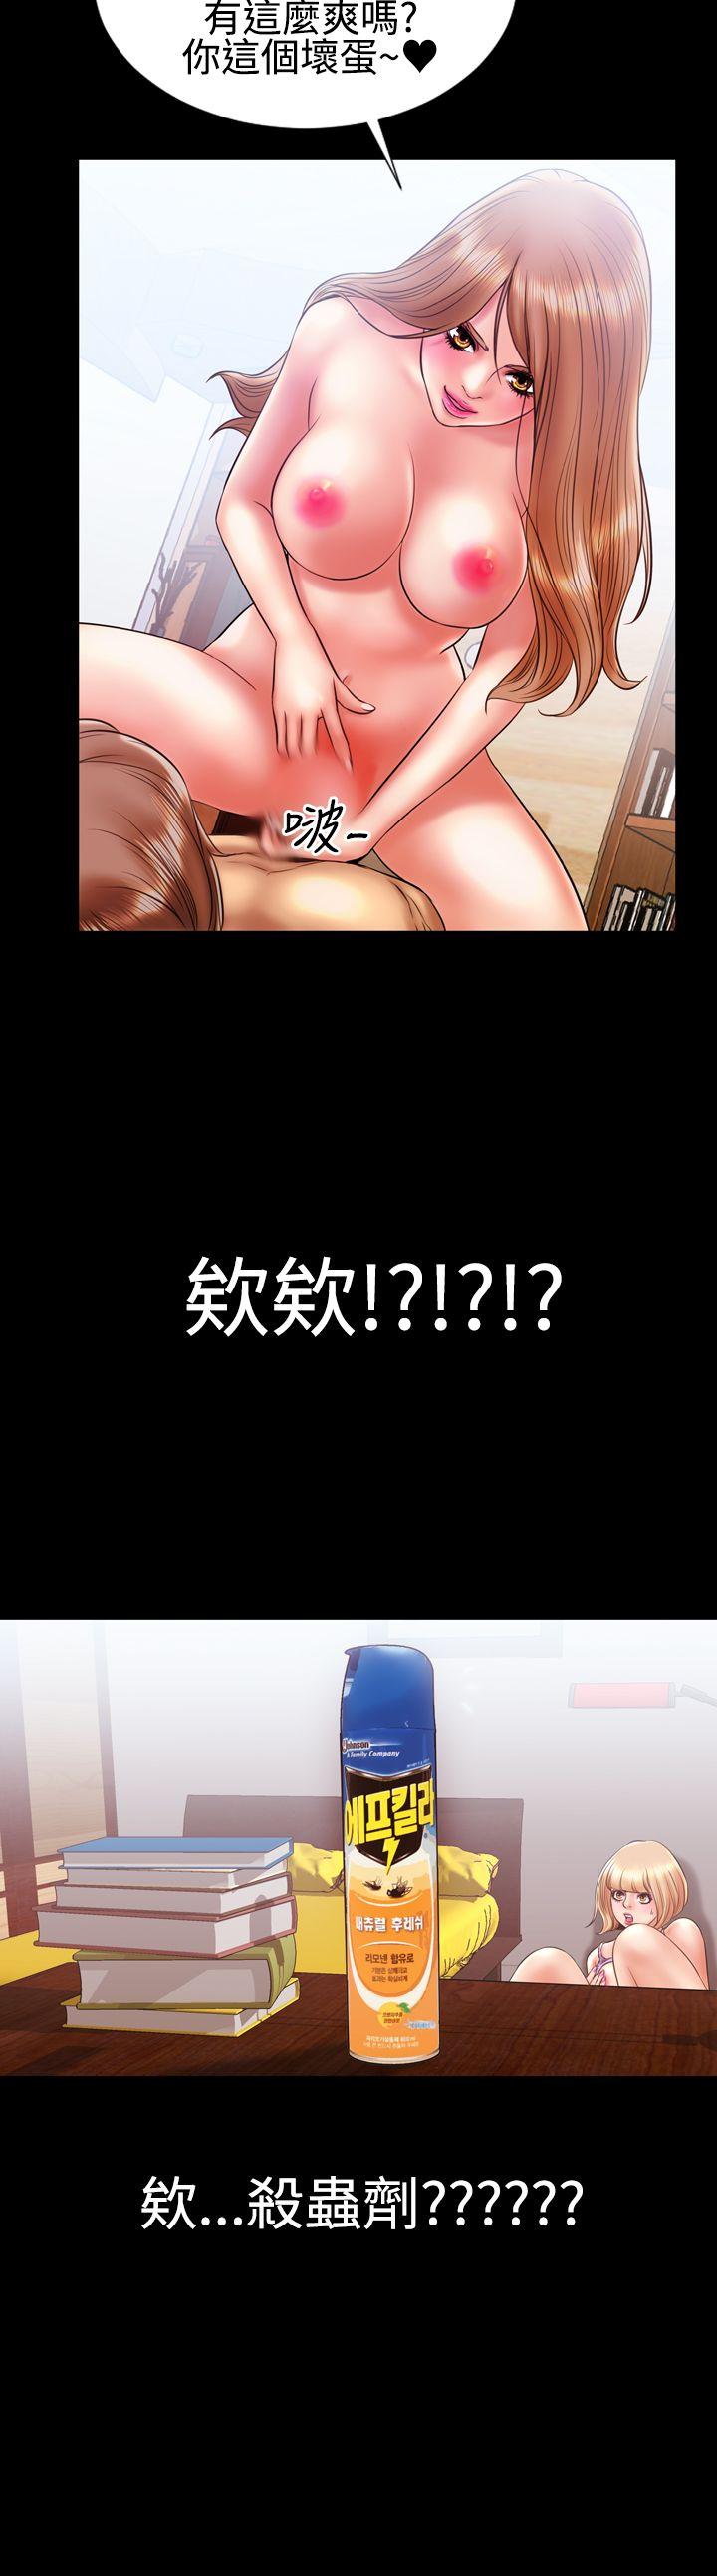 有這麼爽嗎?
你這個壞蛋~♥
啵~
欸欸!?!?!?
Johnson
A Family Company
에프킬라
내츄럴 후레쉬
리모넨 함유로
欸...殺蟲劑??????